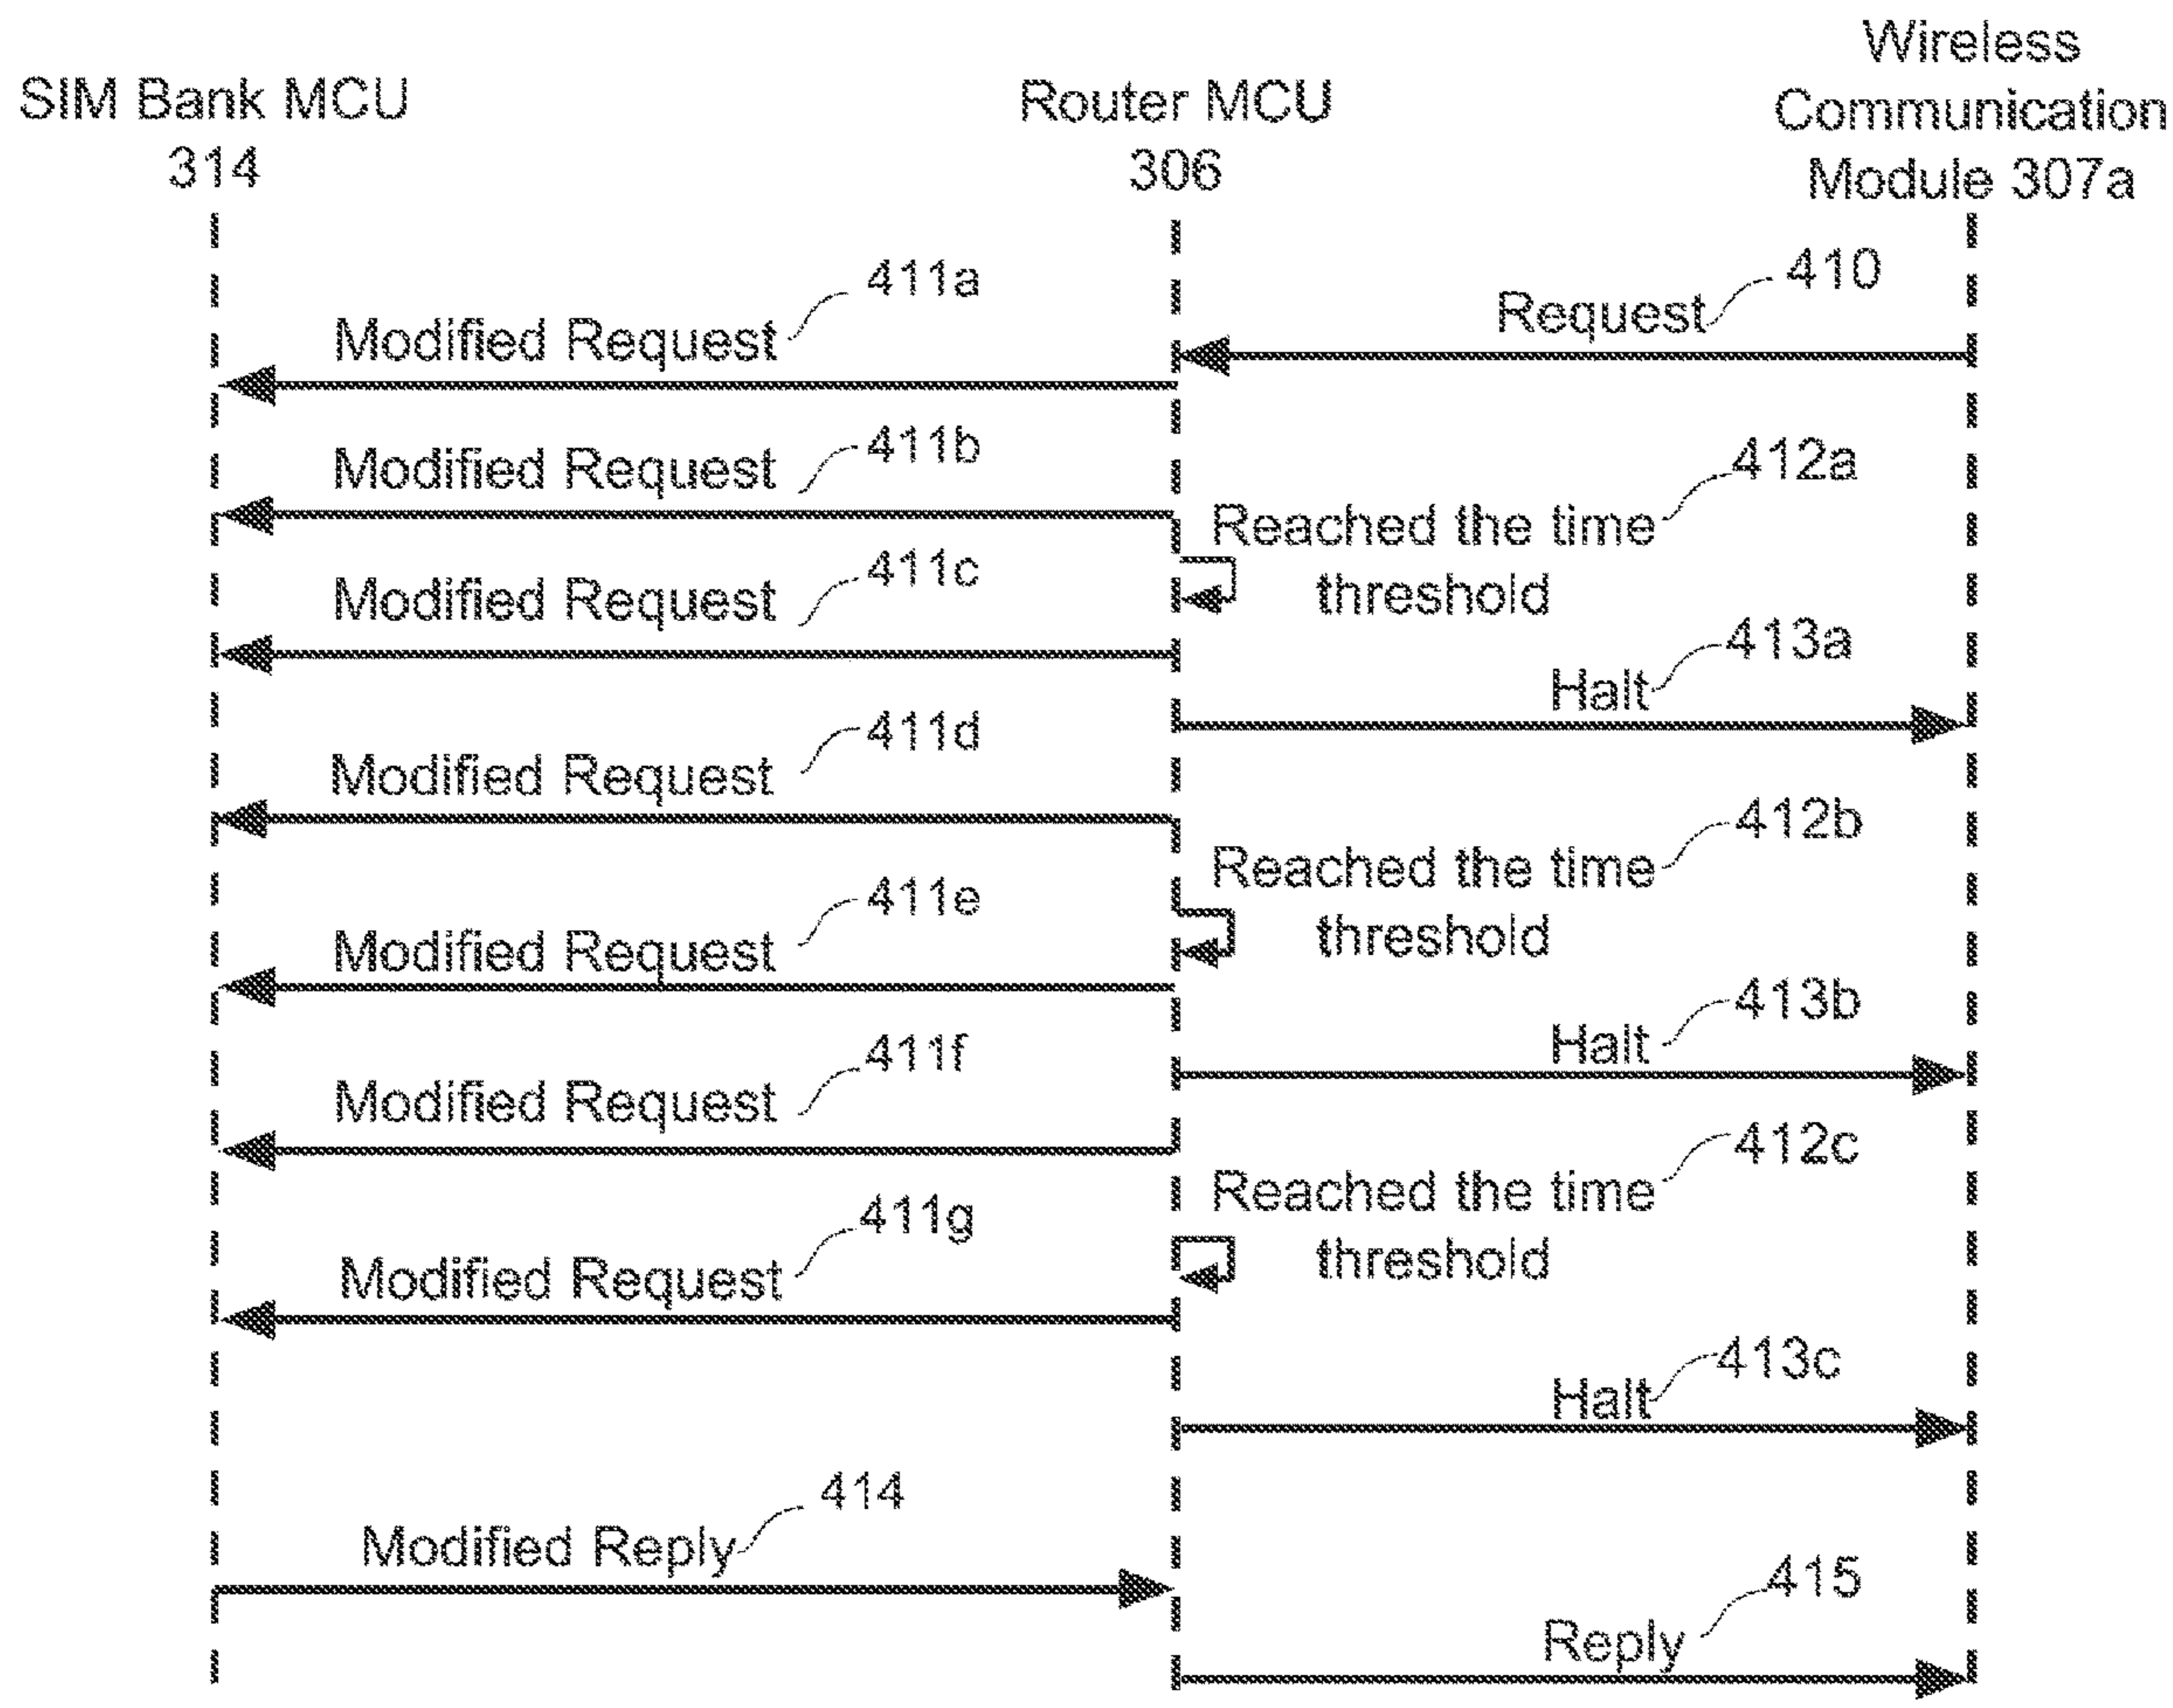 SIM Bank MCU
314
Router MCU
306
Wireless
Communication
Module 307a
410
Request
411a
Modified Request
411b
Modified Request
412a
Reached the time
threshold
411c
Modified Request
413a
Halt
411d
Modified Request
412b
Reached the time
threshold
411e
Modified Request
413b
Halt
411f
Modified Request
412c
Reached the time
threshold
411g
Modified Request
413c
Halt
414
Modified Reply
415
Reply